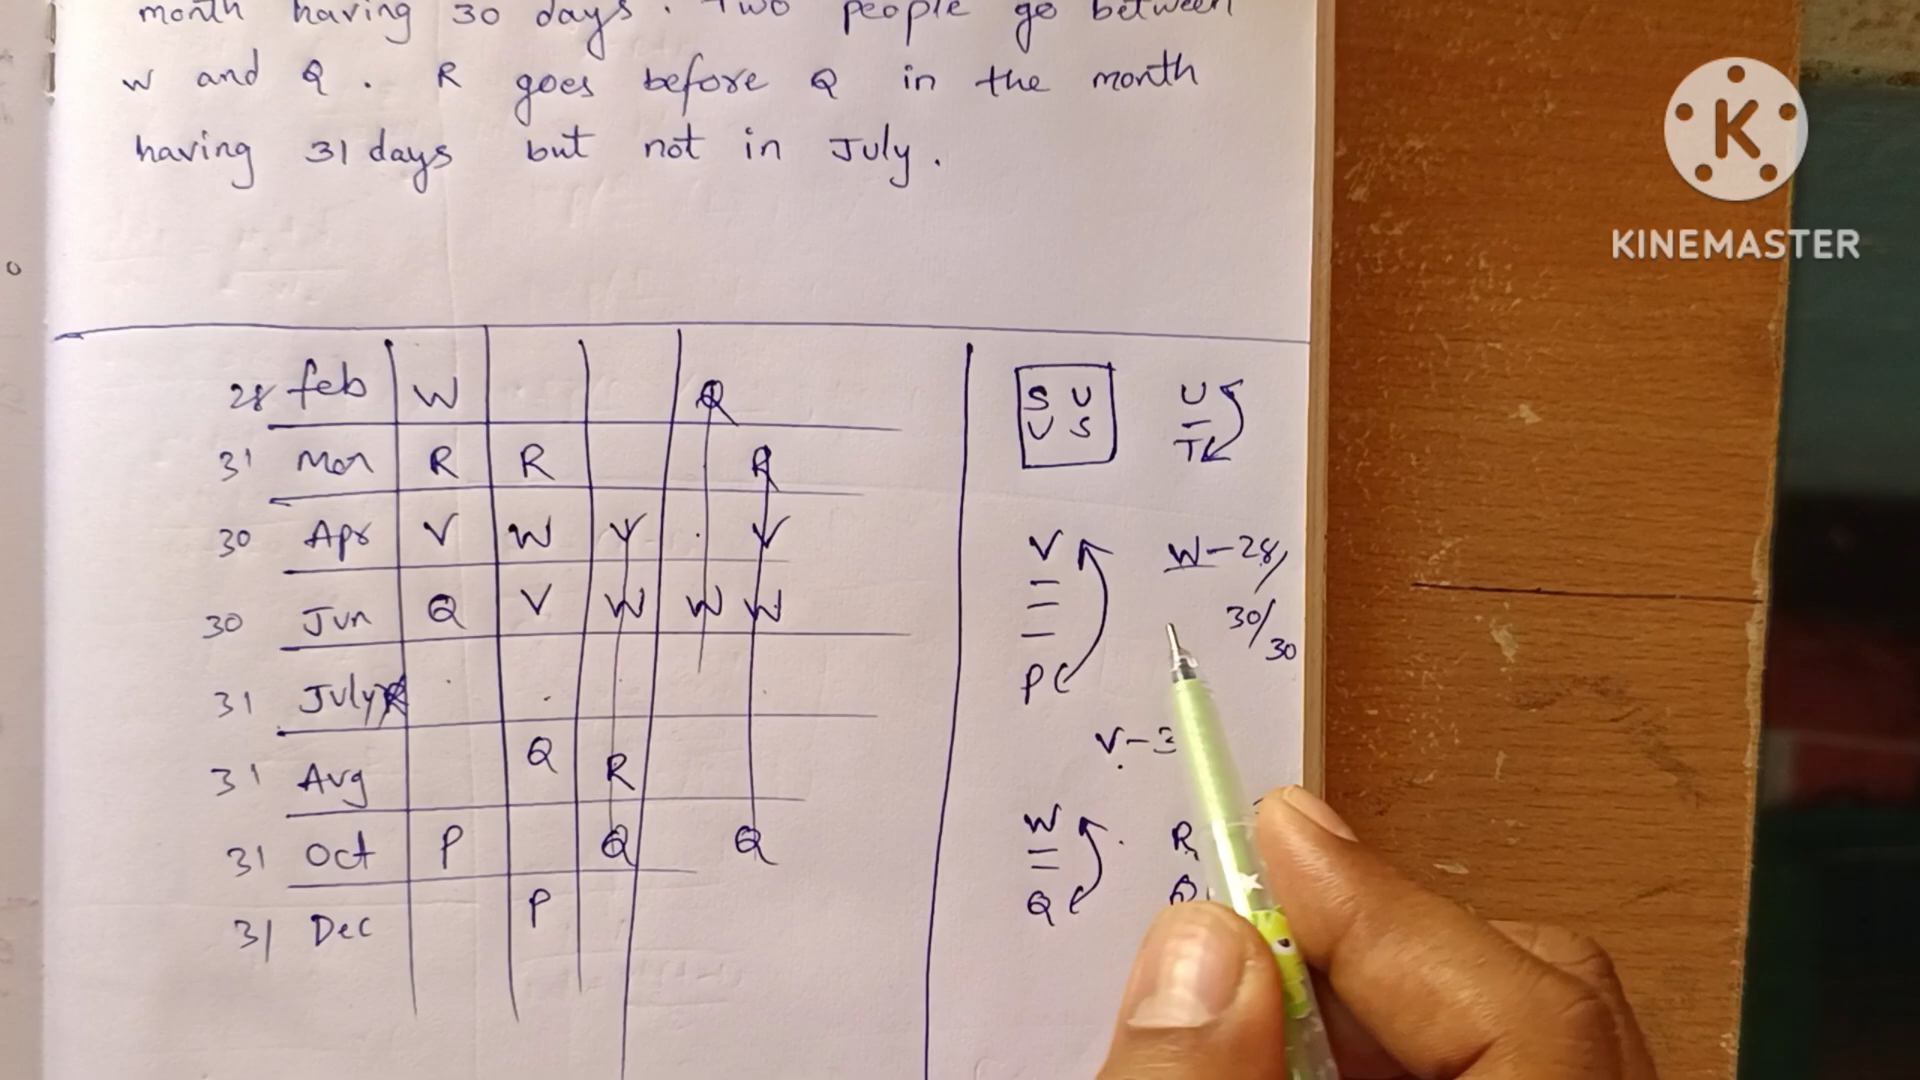 month having 30 days. Two people go between
W and Q. R goes before Q in the month
having 31 days but not in July.
K
KINEMASTER
28 feb W Q
31 Mar R R R
30 Apr V W V . V
30 Jun Q V W W W
31 July
31 Avg Q R
31 Oct P Q Q
31 Dec P
S U
U S
U
T
V
P
W-28/
30/
30
V-3
W
Q
R
Q